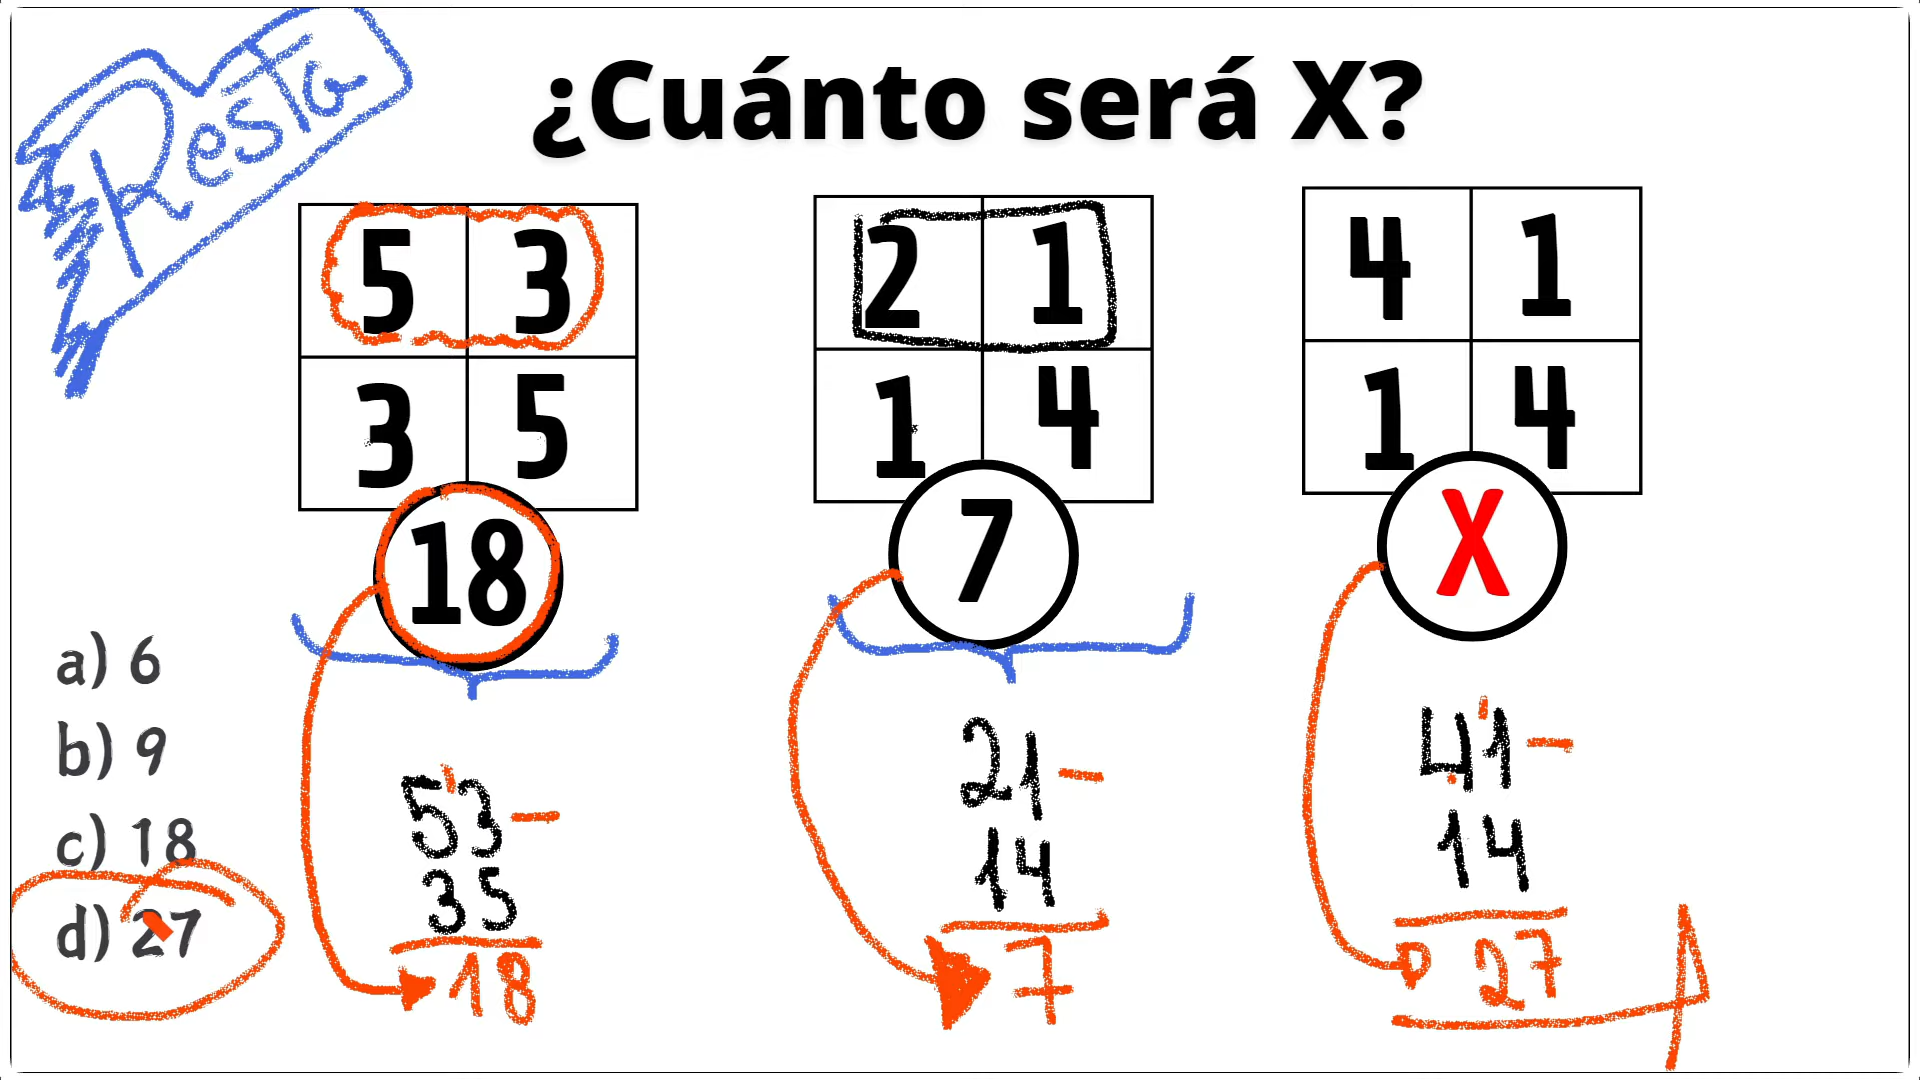 Resta
¿Cuánto será X?
5 3
3 5
18
2 1
1 4
7
4 1
1 4
X
a) 6
b) 9
c) 18
d) 27
53 -
35
18
21 -
14
7
41 -
14
27